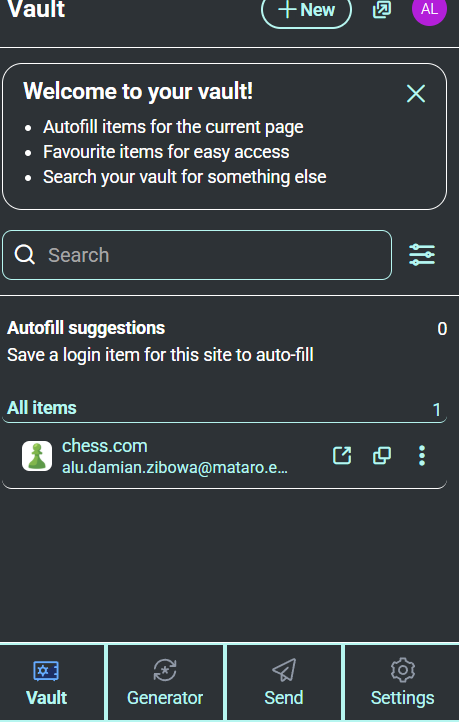 Vault
New
AL
Welcome to your vault!
• Autofill items for the current page
• Favourite items for easy access
• Search your vault for something else
Search
Autofill suggestions 0
Save a login item for this site to auto-fill
All items 1
chess.com
alu.damian.zibowa@mataro.e...
Vault
Generator
Send
Settings